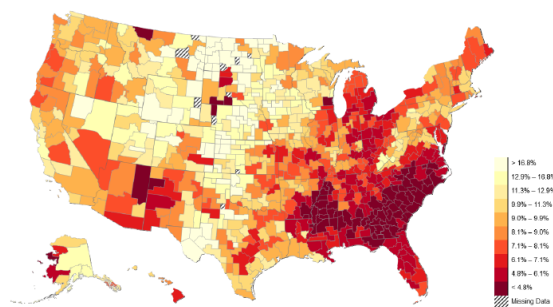 > 16.8%
12.9% – 16.8%
11.3% – 12.9%
9.9% – 11.3%
9.0% – 9.9%
8.1% – 9.0%
7.1% – 8.1%
6.1% – 7.1%
4.8% – 6.1%
< 4.8%
Missing Data